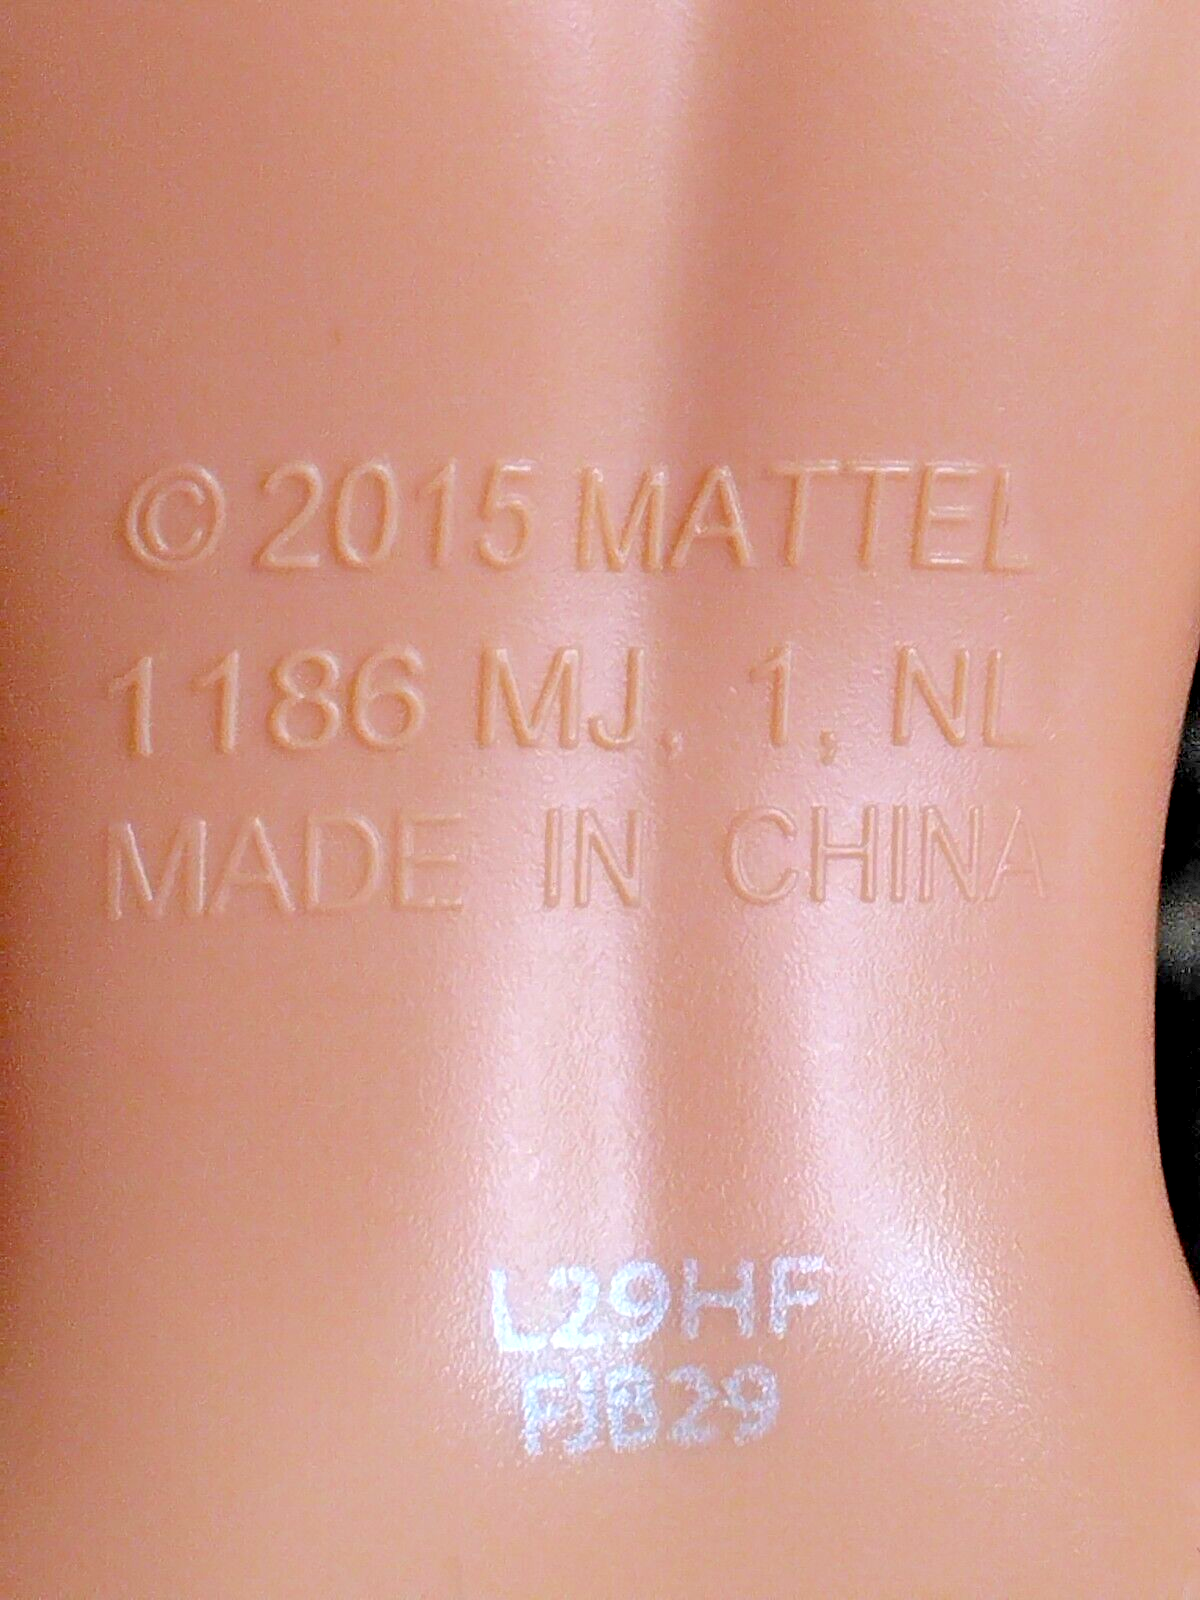 © 2015 MATTEL
1186 MJ, 1, NL
MADE IN CHINA
L29HF
FJB29